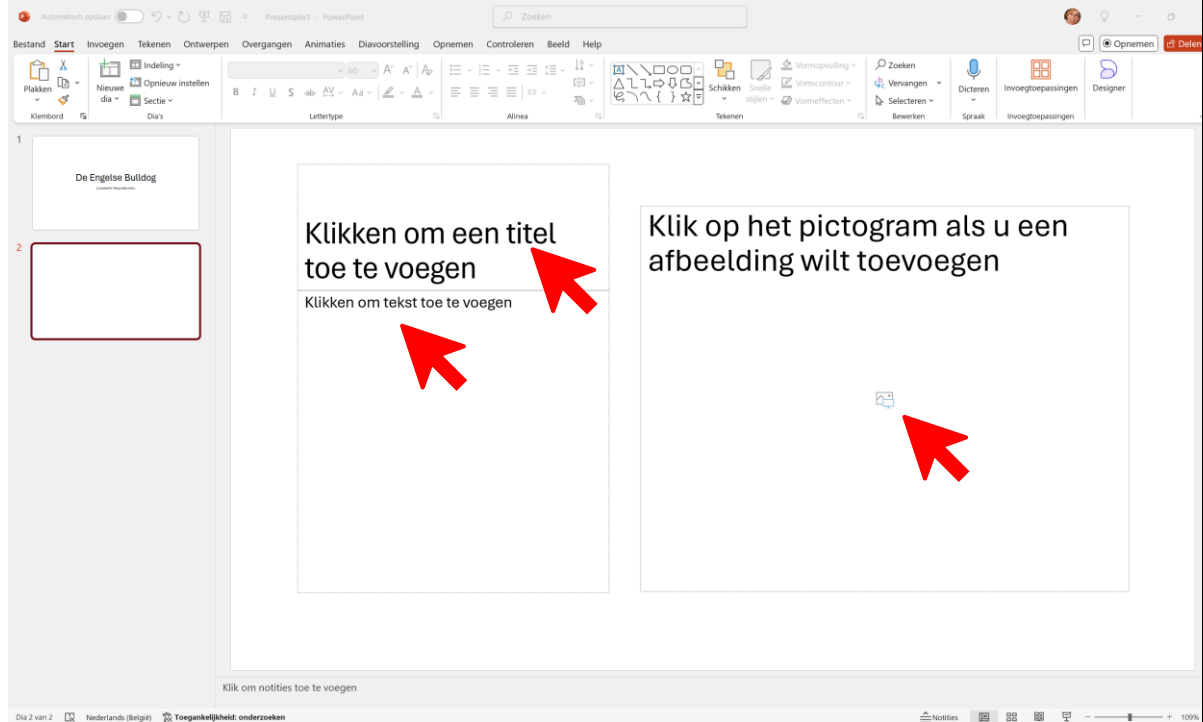 Automatisch opslaan
Presentatie1 - PowerPoint
Zoeken
Bestand Start Invoegen Tekenen Ontwerpen Overgangen Animaties Diavoorstelling Opnemen Controleren Beeld Help
Opnemen
Delen
Plakken
Klembord
Nieuwe dia
Indeling
Opnieuw instellen
Sectie
Dia's
60
Lettertype
Alinea
Schikken
Snelle stijlen
Vormopvulling
Vormcontour
Vormeffecten
Tekenen
Zoeken
Vervangen
Selecteren
Bewerken
Dicteren
Spraak
Invoegtoepassingen
Invoegtoepassingen
Designer
1
De Engelse Bulldog
2
Klikken om een titel
toe te voegen
Klikken om tekst toe te voegen
Klik op het pictogram als u een
afbeelding wilt toevoegen
Klik om notities toe te voegen
Dia 2 van 2
Nederlands (België)
Toegankelijkheid: onderzoeken
Notities
109%